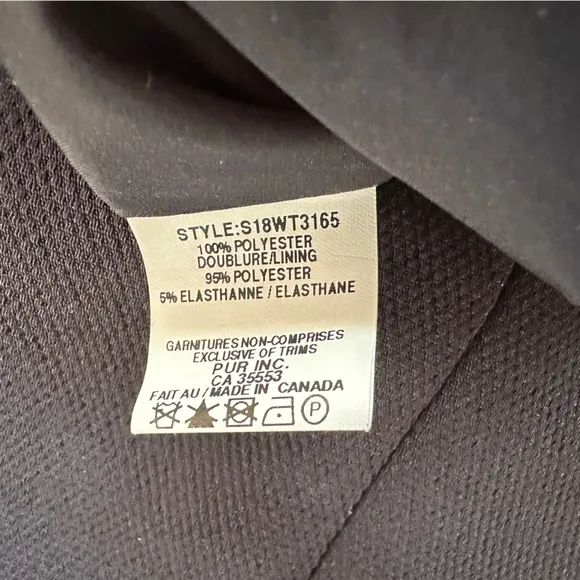 STYLE:S18WT3165
100% POLYESTER
DOUBLURE/LINING
95% POLYESTER
5% ELASTHANNE / ELASTHANE
GARNITURES NON-COMPRISES
EXCLUSIVE OF TRIMS
PUR INC.
CA 35553
FAIT AU / MADE IN CANADA
P